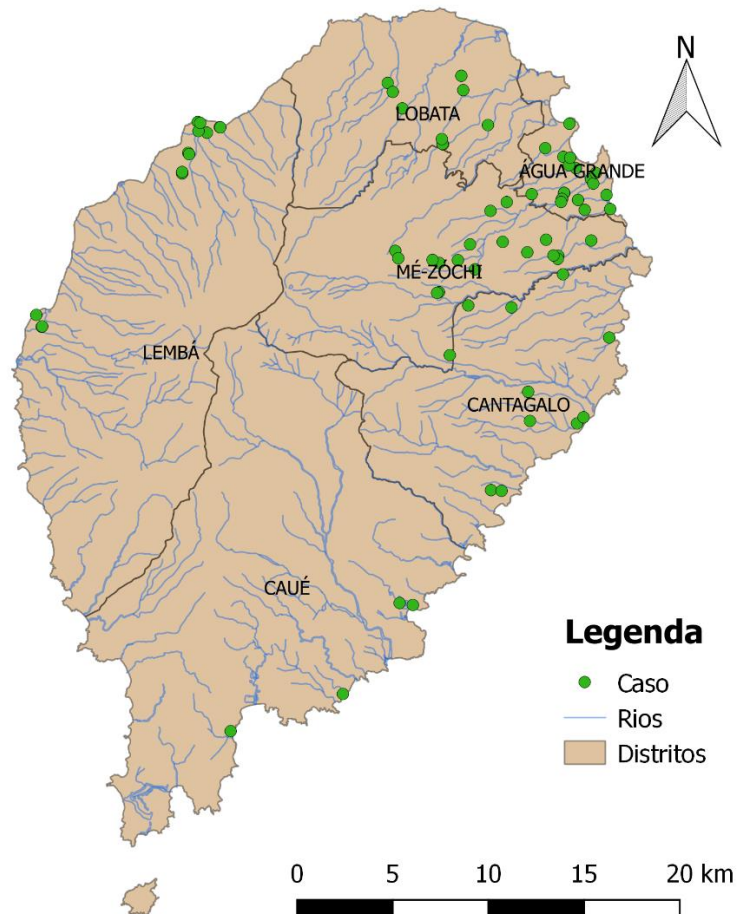 N
LOBATA
ÁGUA GRANDE
MÉ-ZÓCHI
LEMBÁ
CANTAGALO
CAUÉ
Legenda
Caso
Rios
Distritos
0 5 10 15 20 km